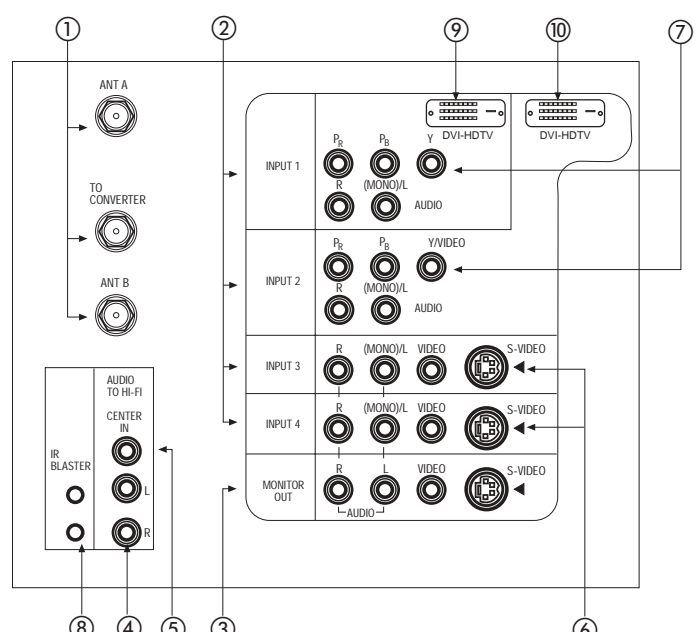 ① ② ⑨ ⑩ ⑦
ANT A
TO
CONVERTER
ANT B
DVI-HDTV
DVI-HDTV
INPUT 1
PR PB Y
R (MONO)/L AUDIO
INPUT 2
PR PB Y/VIDEO
R (MONO)/L AUDIO
INPUT 3
R (MONO)/L VIDEO S-VIDEO
INPUT 4
R (MONO)/L VIDEO S-VIDEO
MONITOR
OUT
R L VIDEO S-VIDEO
AUDIO
AUDIO
TO HI-FI
CENTER
IN
IR
BLASTER
L
R
⑧ ④ ⑤ ③ ⑥